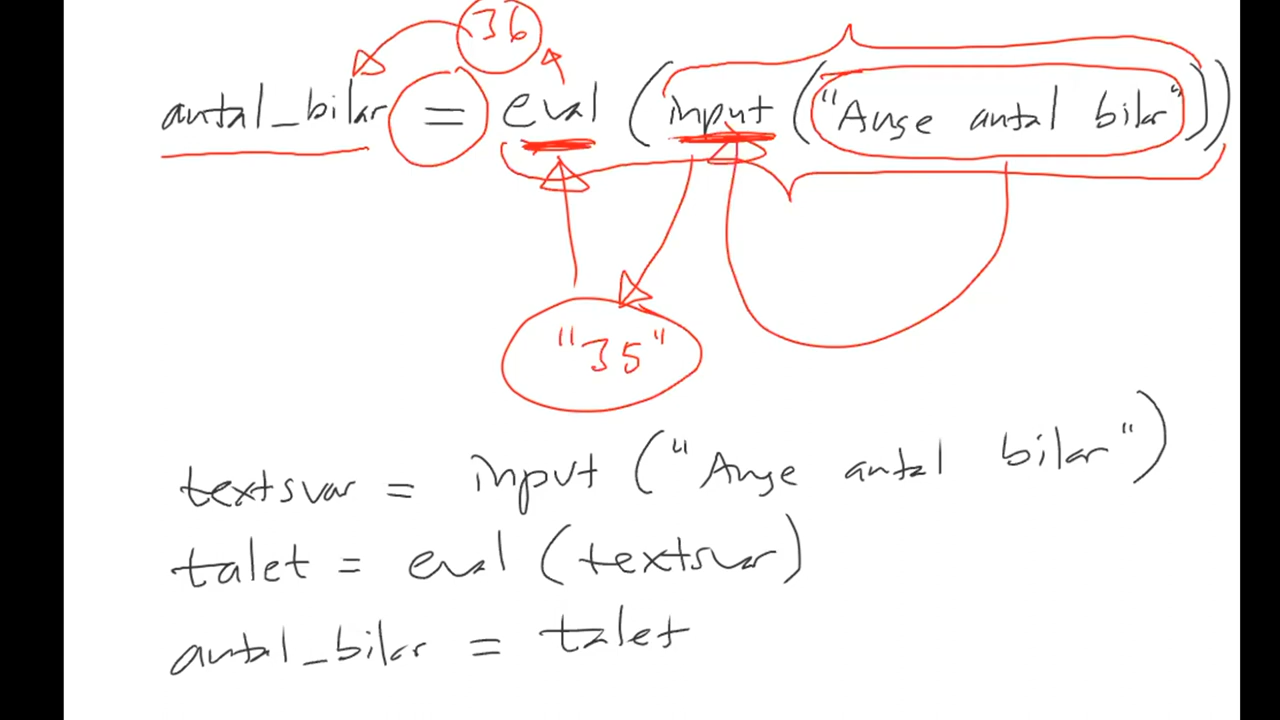 36
antal_bilar = eval (input ("Ange antal bilar"))
"35"
textsvar = input ("Ange antal bilar")
talet = eval (textsvar)
antal_bilar = talet